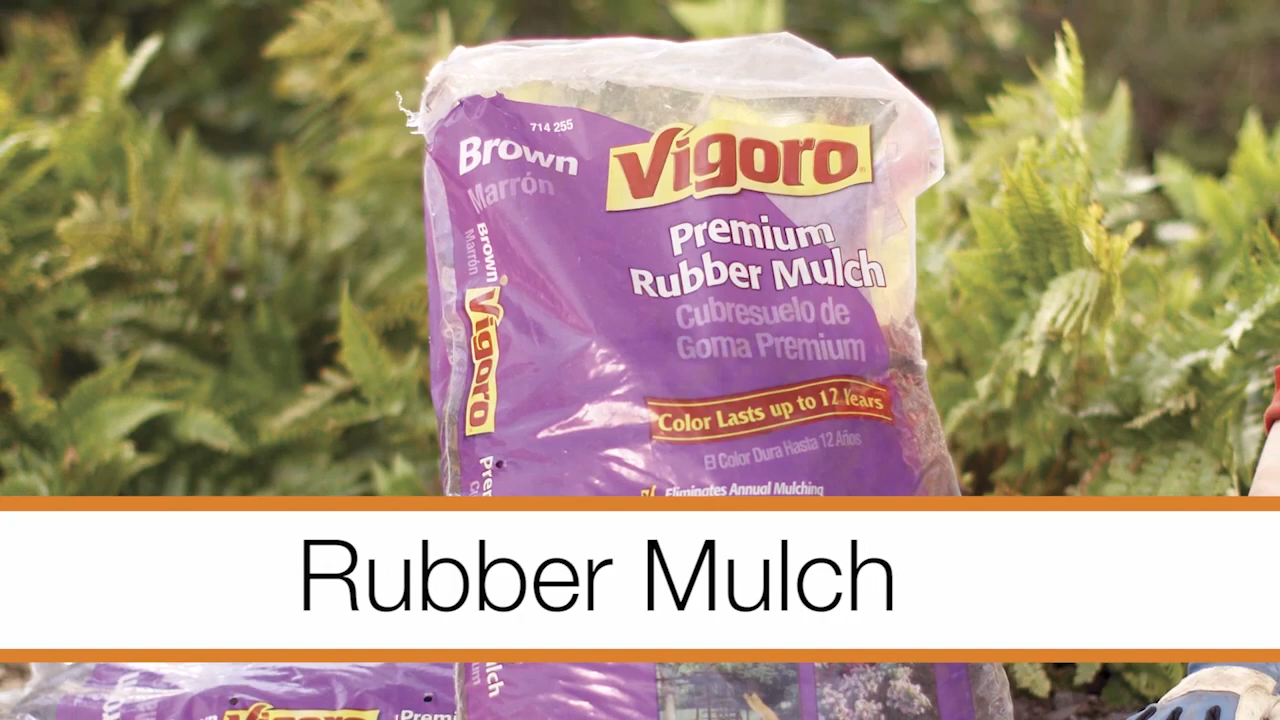 714 255
Brown
Marrón
Vigoro
Premium
Rubber Mulch
Cubresuelo de
Goma Premium
Color Lasts up to 12 Years
El Color Dura Hasta 12 Años
Eliminates Annual Mulching
Brown
Marrón
Vigoro
Rubber Mulch
Vigoro